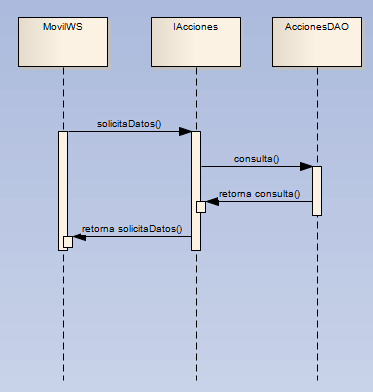 MovilWS
IAcciones
AccionesDAO
solicitaDatos()
consulta()
retorna consulta()
retorna solicitaDatos()